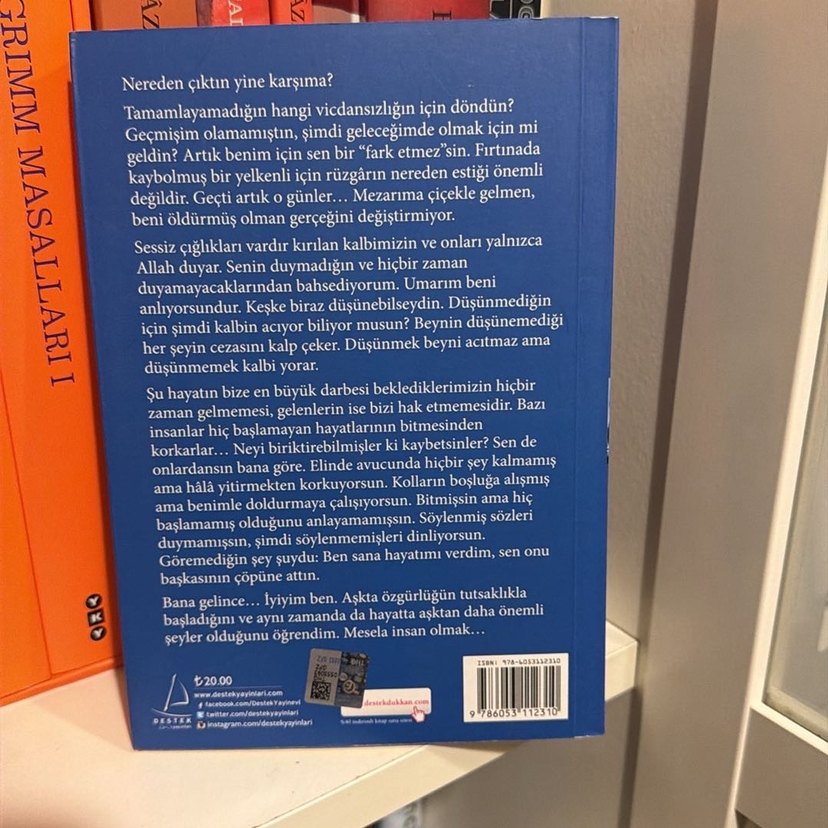 GRIMM MASALLARI I
YKY
Nereden çıktın yine karşıma?
Tamamlayamadığın hangi vicdansızlığın için döndün?
Geçmişim olamamıştın, şimdi geleceğimde olmak için mi
geldin? Artık benim için sen bir “fark etmez”sin. Fırtınada
kaybolmuş bir yelkenli için rüzgârın nereden estiği önemli
değildir. Geçti artık o günler… Mezarıma çiçekle gelmen,
beni öldürmüş olman gerçeğini değiştirmiyor.
Sessiz çığlıkları vardır kırılan kalbimizin ve onları yalnızca
Allah duyar. Senin duymadığın ve hiçbir zaman
duyamayacaklarından bahsediyorum. Umarım beni
anlıyorsundur. Keşke biraz düşünebilseydin. Düşünmediğin
için şimdi kalbin acıyor biliyor musun? Beynin düşünemediği
her şeyin cezasını kalp çeker. Düşünmek beyni acıtmaz ama
düşünmemek kalbi yorar.
Şu hayatın bize en büyük darbesi beklediklerimizin hiçbir
zaman gelmemesi, gelenlerin ise bizi hak etmemesidir. Bazı
insanlar hiç başlamayan hayatlarının bitmesinden
korkarlar… Neyi biriktirebilmişler ki kaybetsinler? Sen de
onlardansın bana göre. Elinde avucunda hiçbir şey kalmamış
ama hâlâ yitirmekten korkuyorsun. Kolların boşluğa alışmış
ama benimle doldurmaya çalışıyorsun. Bitmişsin ama hiç
başlamamış olduğunu anlayamamışsın. Söylenmiş sözleri
duymamışsın, şimdi söylenmemişleri dinliyorsun.
Göremediğin şey şuydu: Ben sana hayatımı verdim, sen onu
başkasının çöpüne attın.
Bana gelince… İyiyim ben. Aşkta özgürlüğün tutsaklıkla
başladığını ve aynı zamanda da hayatta aşktan daha önemli
şeyler olduğunu öğrendim. Mesela insan olmak…
₺20.00
www.destekyayinlari.com
facebook.com/DestekYayinevi
twitter.com/destekyayinlari
instagram.com/destekyayinlari
DESTEK
destekdukkan.com
ISBN: 978-6053112310
9 786053 112310